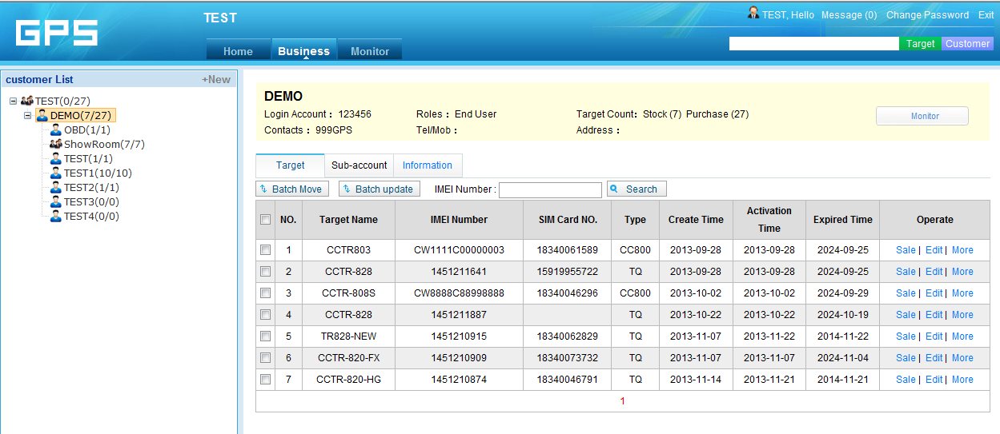 GPS
TEST
TEST, Hello Message (0) Change Password Exit
Home Business Monitor
Target Customer
customer List +New
TEST(0/27)
DEMO(7/27)
OBD(1/1)
ShowRoom(7/7)
TEST(1/1)
TEST1(10/10)
TEST2(1/1)
TEST3(0/0)
TEST4(0/0)
DEMO
Login Account : 123456 Roles : End User Target Count: Stock (7) Purchase (27)
Contacts : 999GPS Tel/Mob : Address :
Monitor
Target Sub-account Information
Batch Move Batch update IMEI Number : Search
NO. Target Name IMEI Number SIM Card NO. Type Create Time Activation Time Expired Time Operate
1 CCTR803 CW1111C00000003 18340061589 CC800 2013-09-28 2013-09-28 2024-09-25 Sale | Edit | More
2 CCTR-828 1451211641 15919955722 TQ 2013-09-28 2013-09-28 2024-09-25 Sale | Edit | More
3 CCTR-808S CW8888C88998888 18340046296 CC800 2013-10-02 2013-10-02 2024-09-29 Sale | Edit | More
4 CCTR-828 1451211887 TQ 2013-10-22 2013-10-22 2024-10-19 Sale | Edit | More
5 TR828-NEW 1451210915 18340062829 TQ 2013-11-07 2013-11-22 2014-11-22 Sale | Edit | More
6 CCTR-820-FX 1451210909 18340073732 TQ 2013-11-07 2013-11-07 2024-11-04 Sale | Edit | More
7 CCTR-820-HG 1451210874 18340046791 TQ 2013-11-14 2013-11-21 2014-11-21 Sale | Edit | More
1